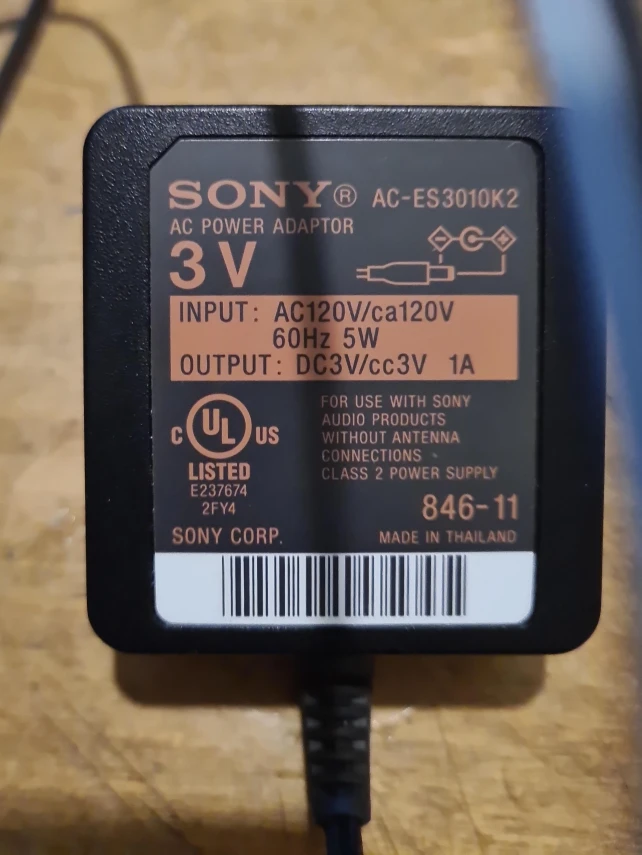 SONY® AC-ES3010K2
AC POWER ADAPTOR
3 V
INPUT: AC120V/ca120V
60Hz 5W
OUTPUT: DC3V/cc3V 1A
C UL US
LISTED
E237674
2FY4
FOR USE WITH SONY
AUDIO PRODUCTS
WITHOUT ANTENNA
CONNECTIONS
CLASS 2 POWER SUPPLY
846-11
SONY CORP. MADE IN THAILAND